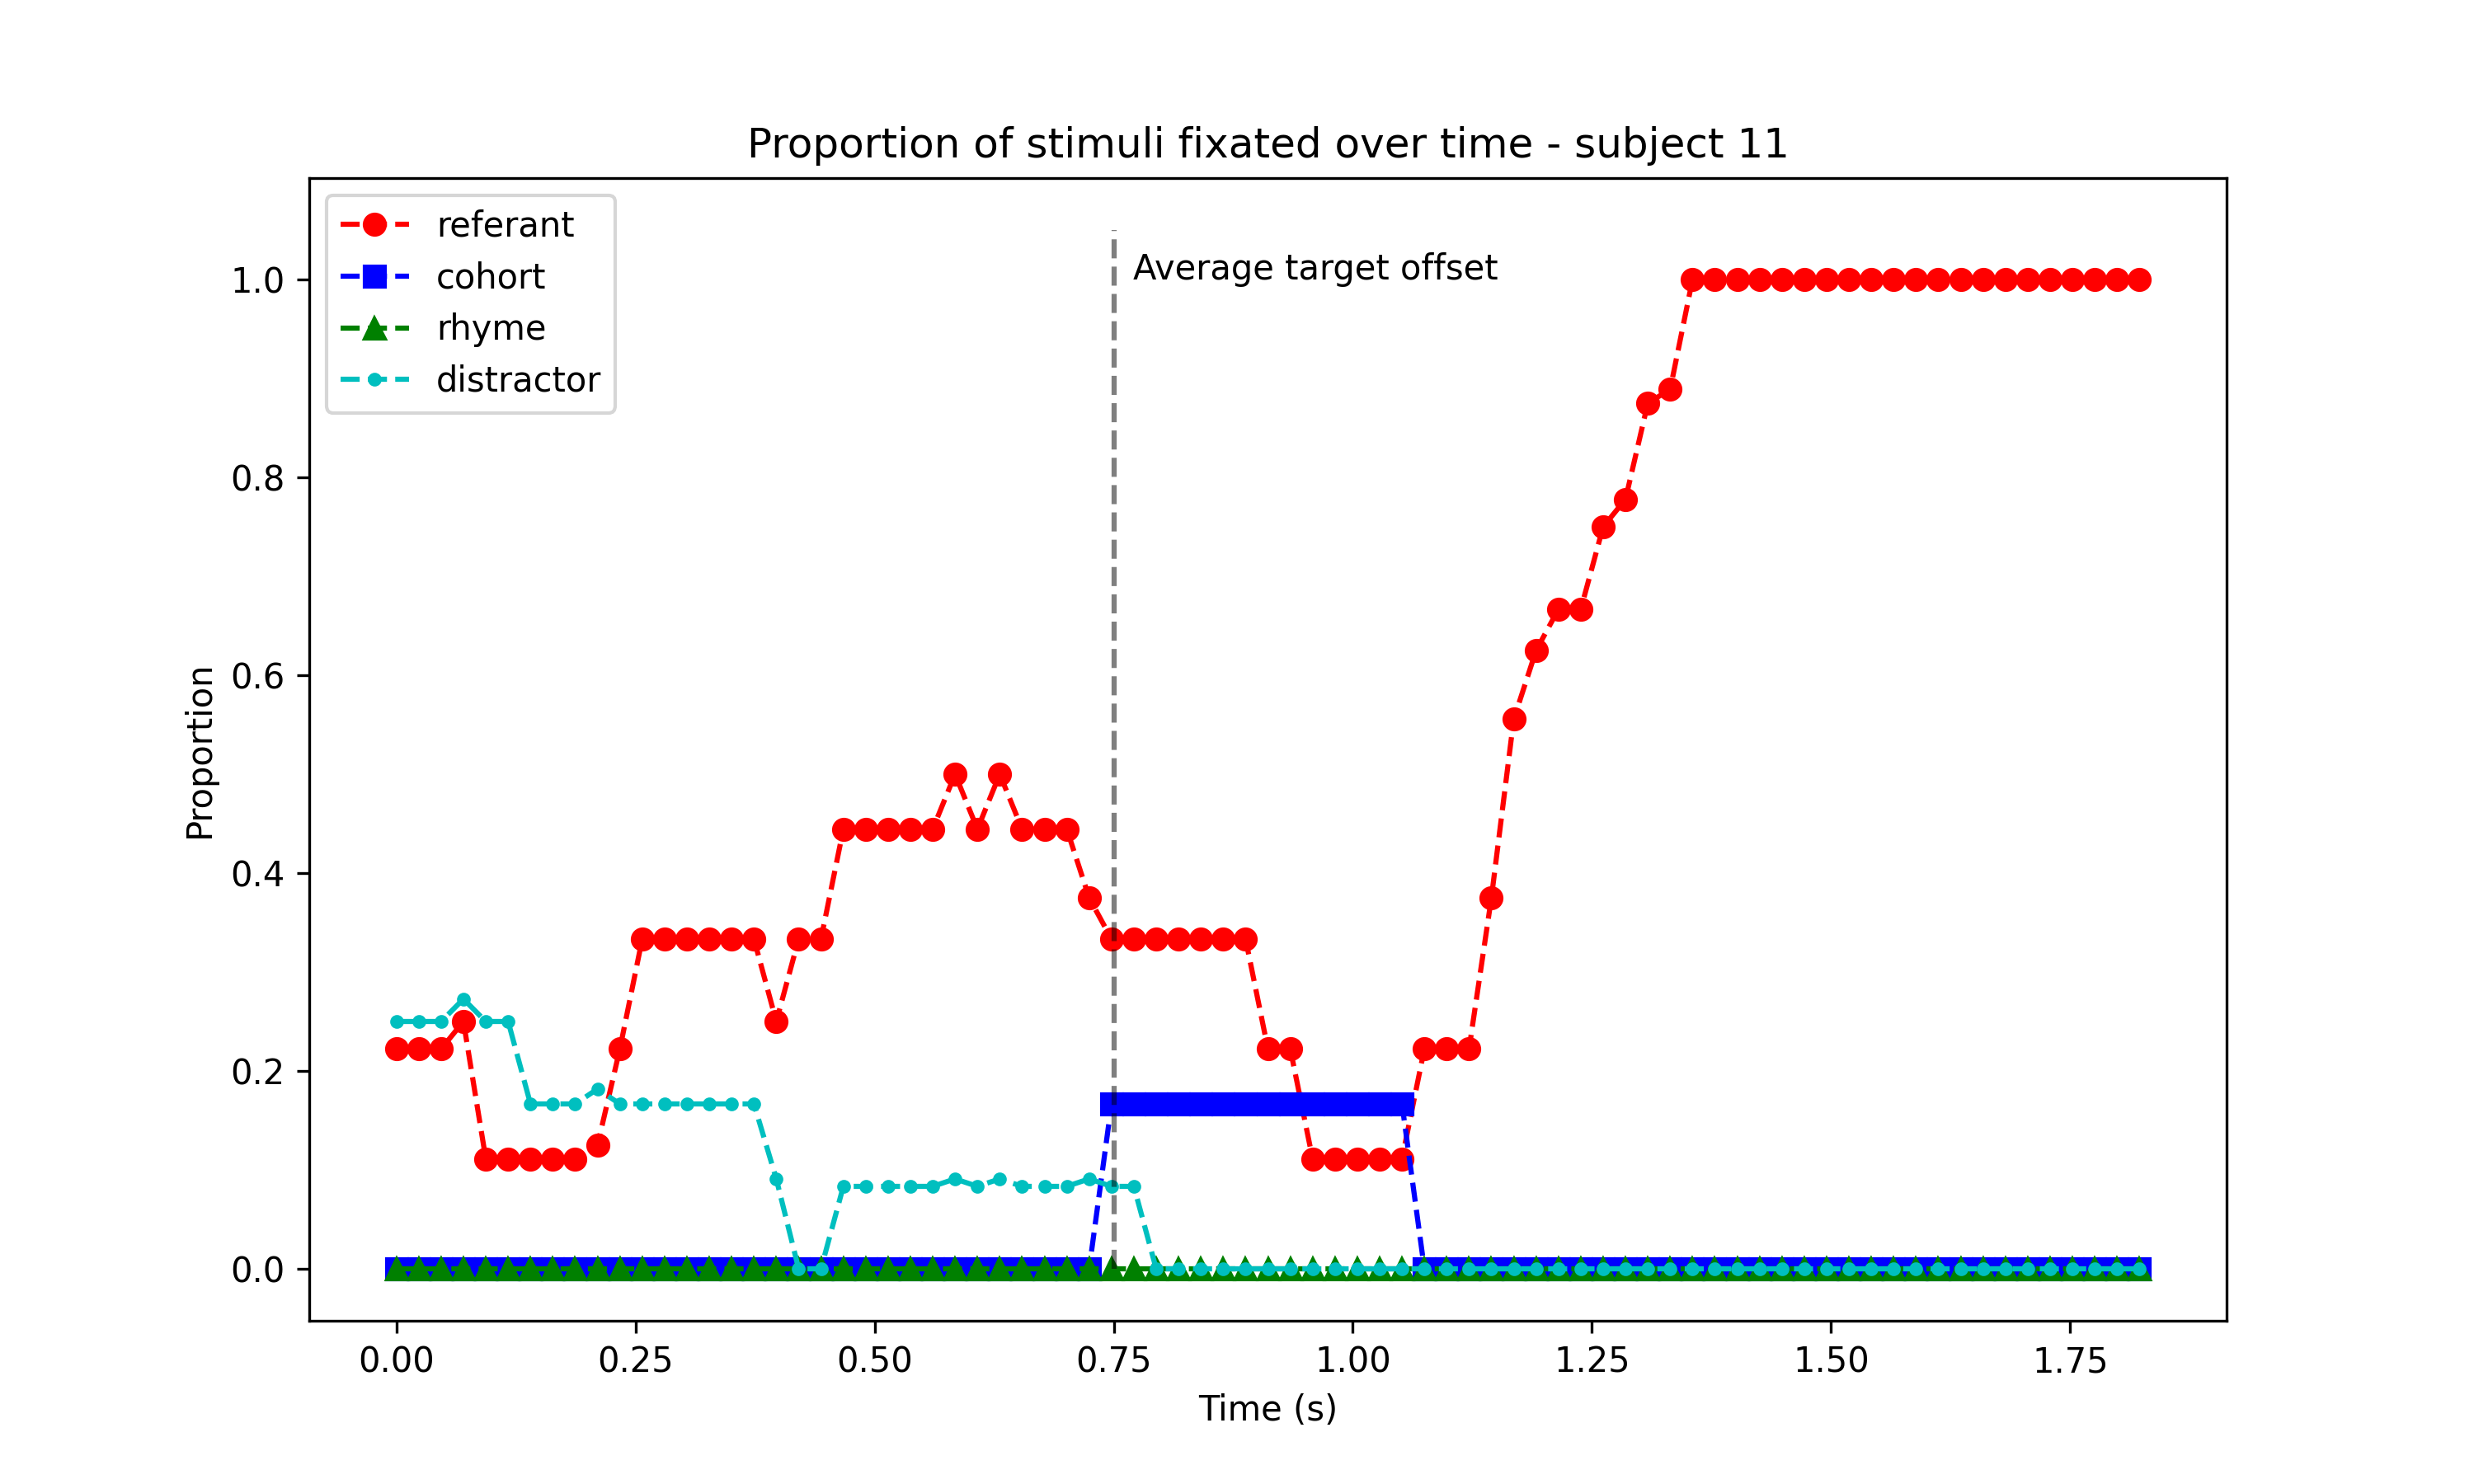 Proportion of stimuli fixated over time - subject 11
referant
cohort
rhyme
distractor
Average target offset
1.0
0.8
0.6
0.4
0.2
0.0
Proportion
0.00 0.25 0.50 0.75 1.00 1.25 1.50 1.75
Time (s)